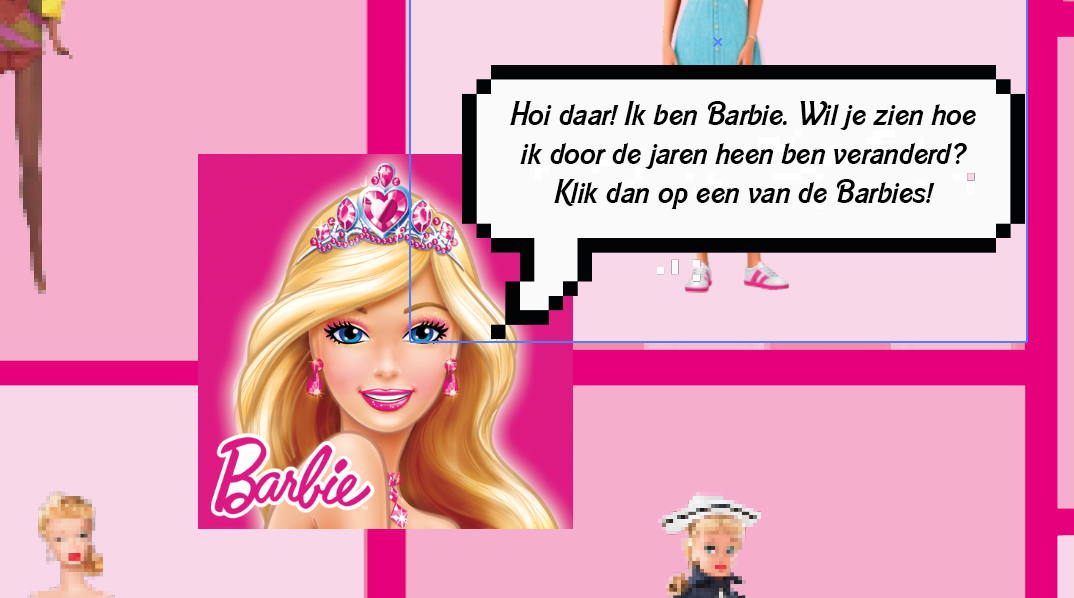 Hoi daar! Ik ben Barbie. Wil je zien hoe
ik door de jaren heen ben veranderd?
Klik dan op een van de Barbies!
Barbie